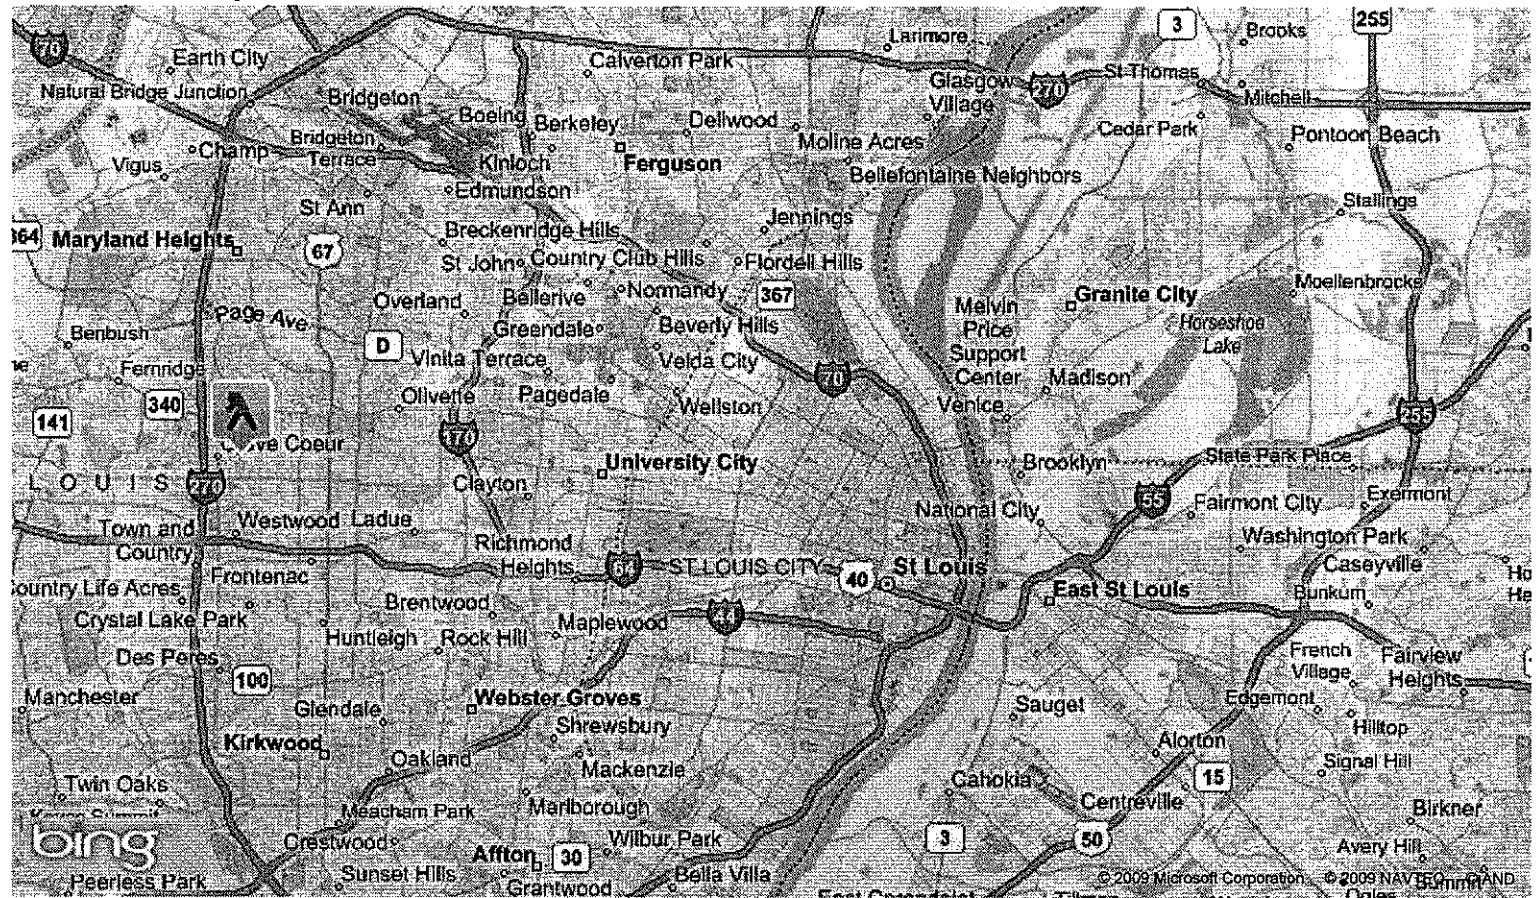 3
255
Larimore
Brooks
70
Earth City
Calverton Park
Glasgow
Village
270
St Thomas
Natural Bridge Junction
Bridgeton
Mitchell
Boeing
Berkeley
Dellwood
Cedar Park
Pontoon Beach
Bridgeton
Terrace
Champ
Moline Acres
Vigus
Kinloch
Ferguson
Bellefontaine Neighbors
Edmundson
St Ann
Stallings
Jennings
Breckenridge Hills
364
Maryland Heights
67
St John
Country Club Hills
Flordell Hills
Moellenbrocks
Overland
Bellerive
Normandy
367
Melvin
Price
Support
Center
Granite City
Page Ave
Greendale
Beverly Hills
Horseshoe
Lake
Benbush
D
Vinita Terrace
Velda City
Fernridge
70
Madison
Olivette
Pagedale
Wellston
Venice
340
141
255
170
Coeur
University City
Brooklyn
State Park Place
LOUIS
270
Clayton
55
Exermont
Fairmont City
National City
Town and
Country
Westwood
Ladue
Washington Park
Richmond
Heights
64
ST LOUIS CITY
40
St Louis
Caseyville
Frontenac
Country Life Acres
East St Louis
Bunkum
Brentwood
44
Crystal Lake Park
Huntleigh
Rock Hill
Maplewood
Des Peres
French
Village
Fairview
Heights
100
Manchester
Webster Groves
Edgemont
Glendale
Sauget
Shrewsbury
Hilltop
Kirkwood
Alorton
Oakland
Signal Hill
Mackenzie
Twin Oaks
Cahokia
15
Centreville
Marlborough
Meacham Park
Birkner
bing
Crestwood
Wilbur Park
3
50
Affton
30
Avery Hill
Peerless Park
Sunset Hills
Bella Villa
Grantwood
© 2009 Microsoft Corporation
© 2009 NAVTEQ
© AND